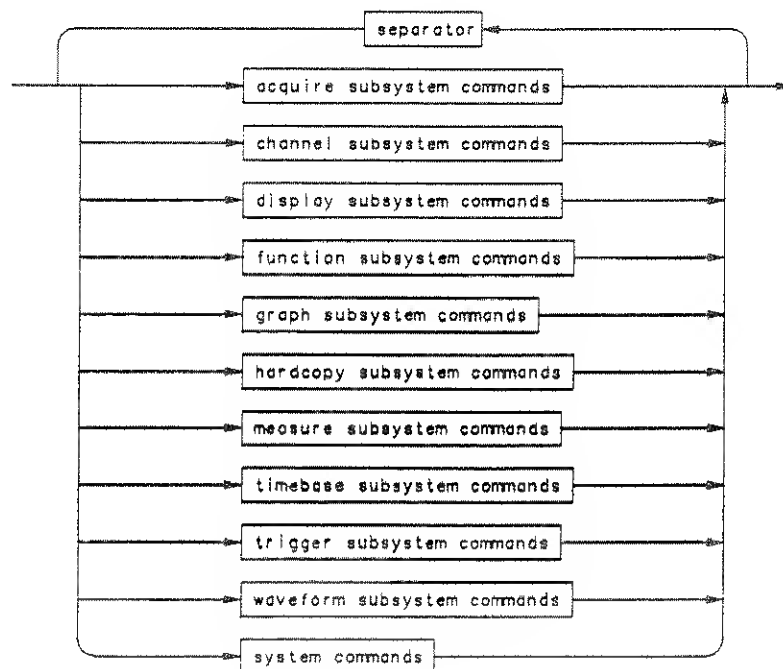 separator
acquire subsystem commands
channel subsystem commands
display subsystem commands
function subsystem commands
graph subsystem commands
hardcopy subsystem commands
measure subsystem commands
timebase subsystem commands
trigger subsystem commands
waveform subsystem commands
system commands